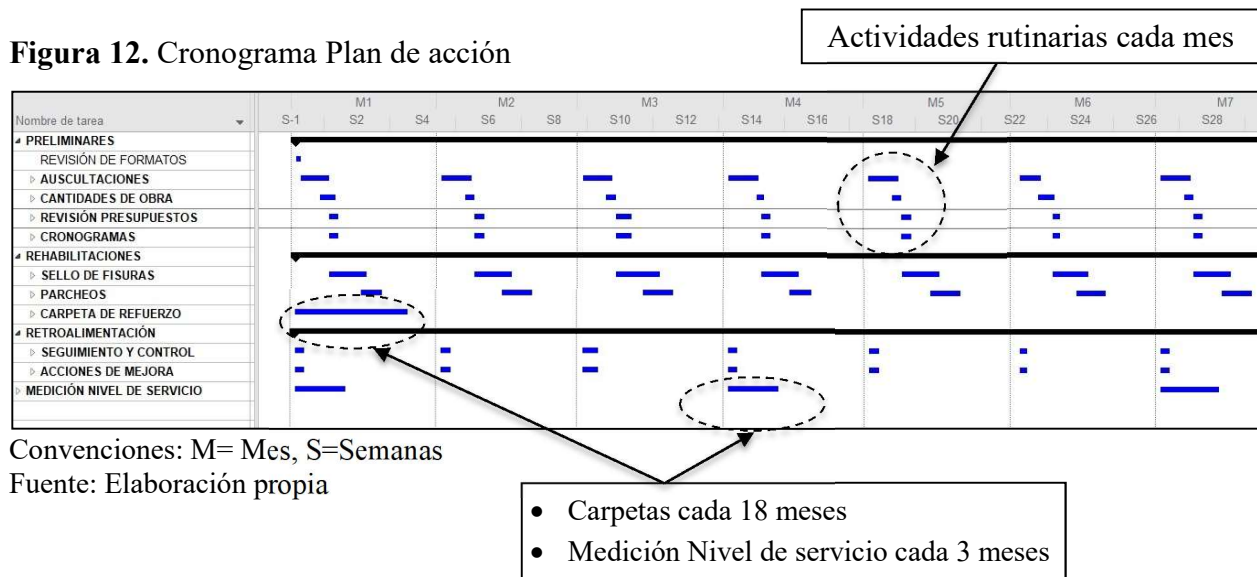 Actividades rutinarias cada mes
Figura 12. Cronograma Plan de acción
M1 M2 M3 M4 M5 M6 M7
Nombre de tarea S-1 S2 S4 S6 S8 S10 S12 S14 S16 S18 S20 S22 S24 S26 S28
PRELIMINARES
REVISIÓN DE FORMATOS
AUSCULTACIONES
CANTIDADES DE OBRA
REVISIÓN PRESUPUESTOS
CRONOGRAMAS
REHABILITACIONES
SELLO DE FISURAS
PARCHEOS
CARPETA DE REFUERZO
RETROALIMENTACIÓN
SEGUIMIENTO Y CONTROL
ACCIONES DE MEJORA
MEDICIÓN NIVEL DE SERVICIO
Convenciones: M= Mes, S=Semanas
Fuente: Elaboración propia
• Carpetas cada 18 meses
• Medición Nivel de servicio cada 3 meses